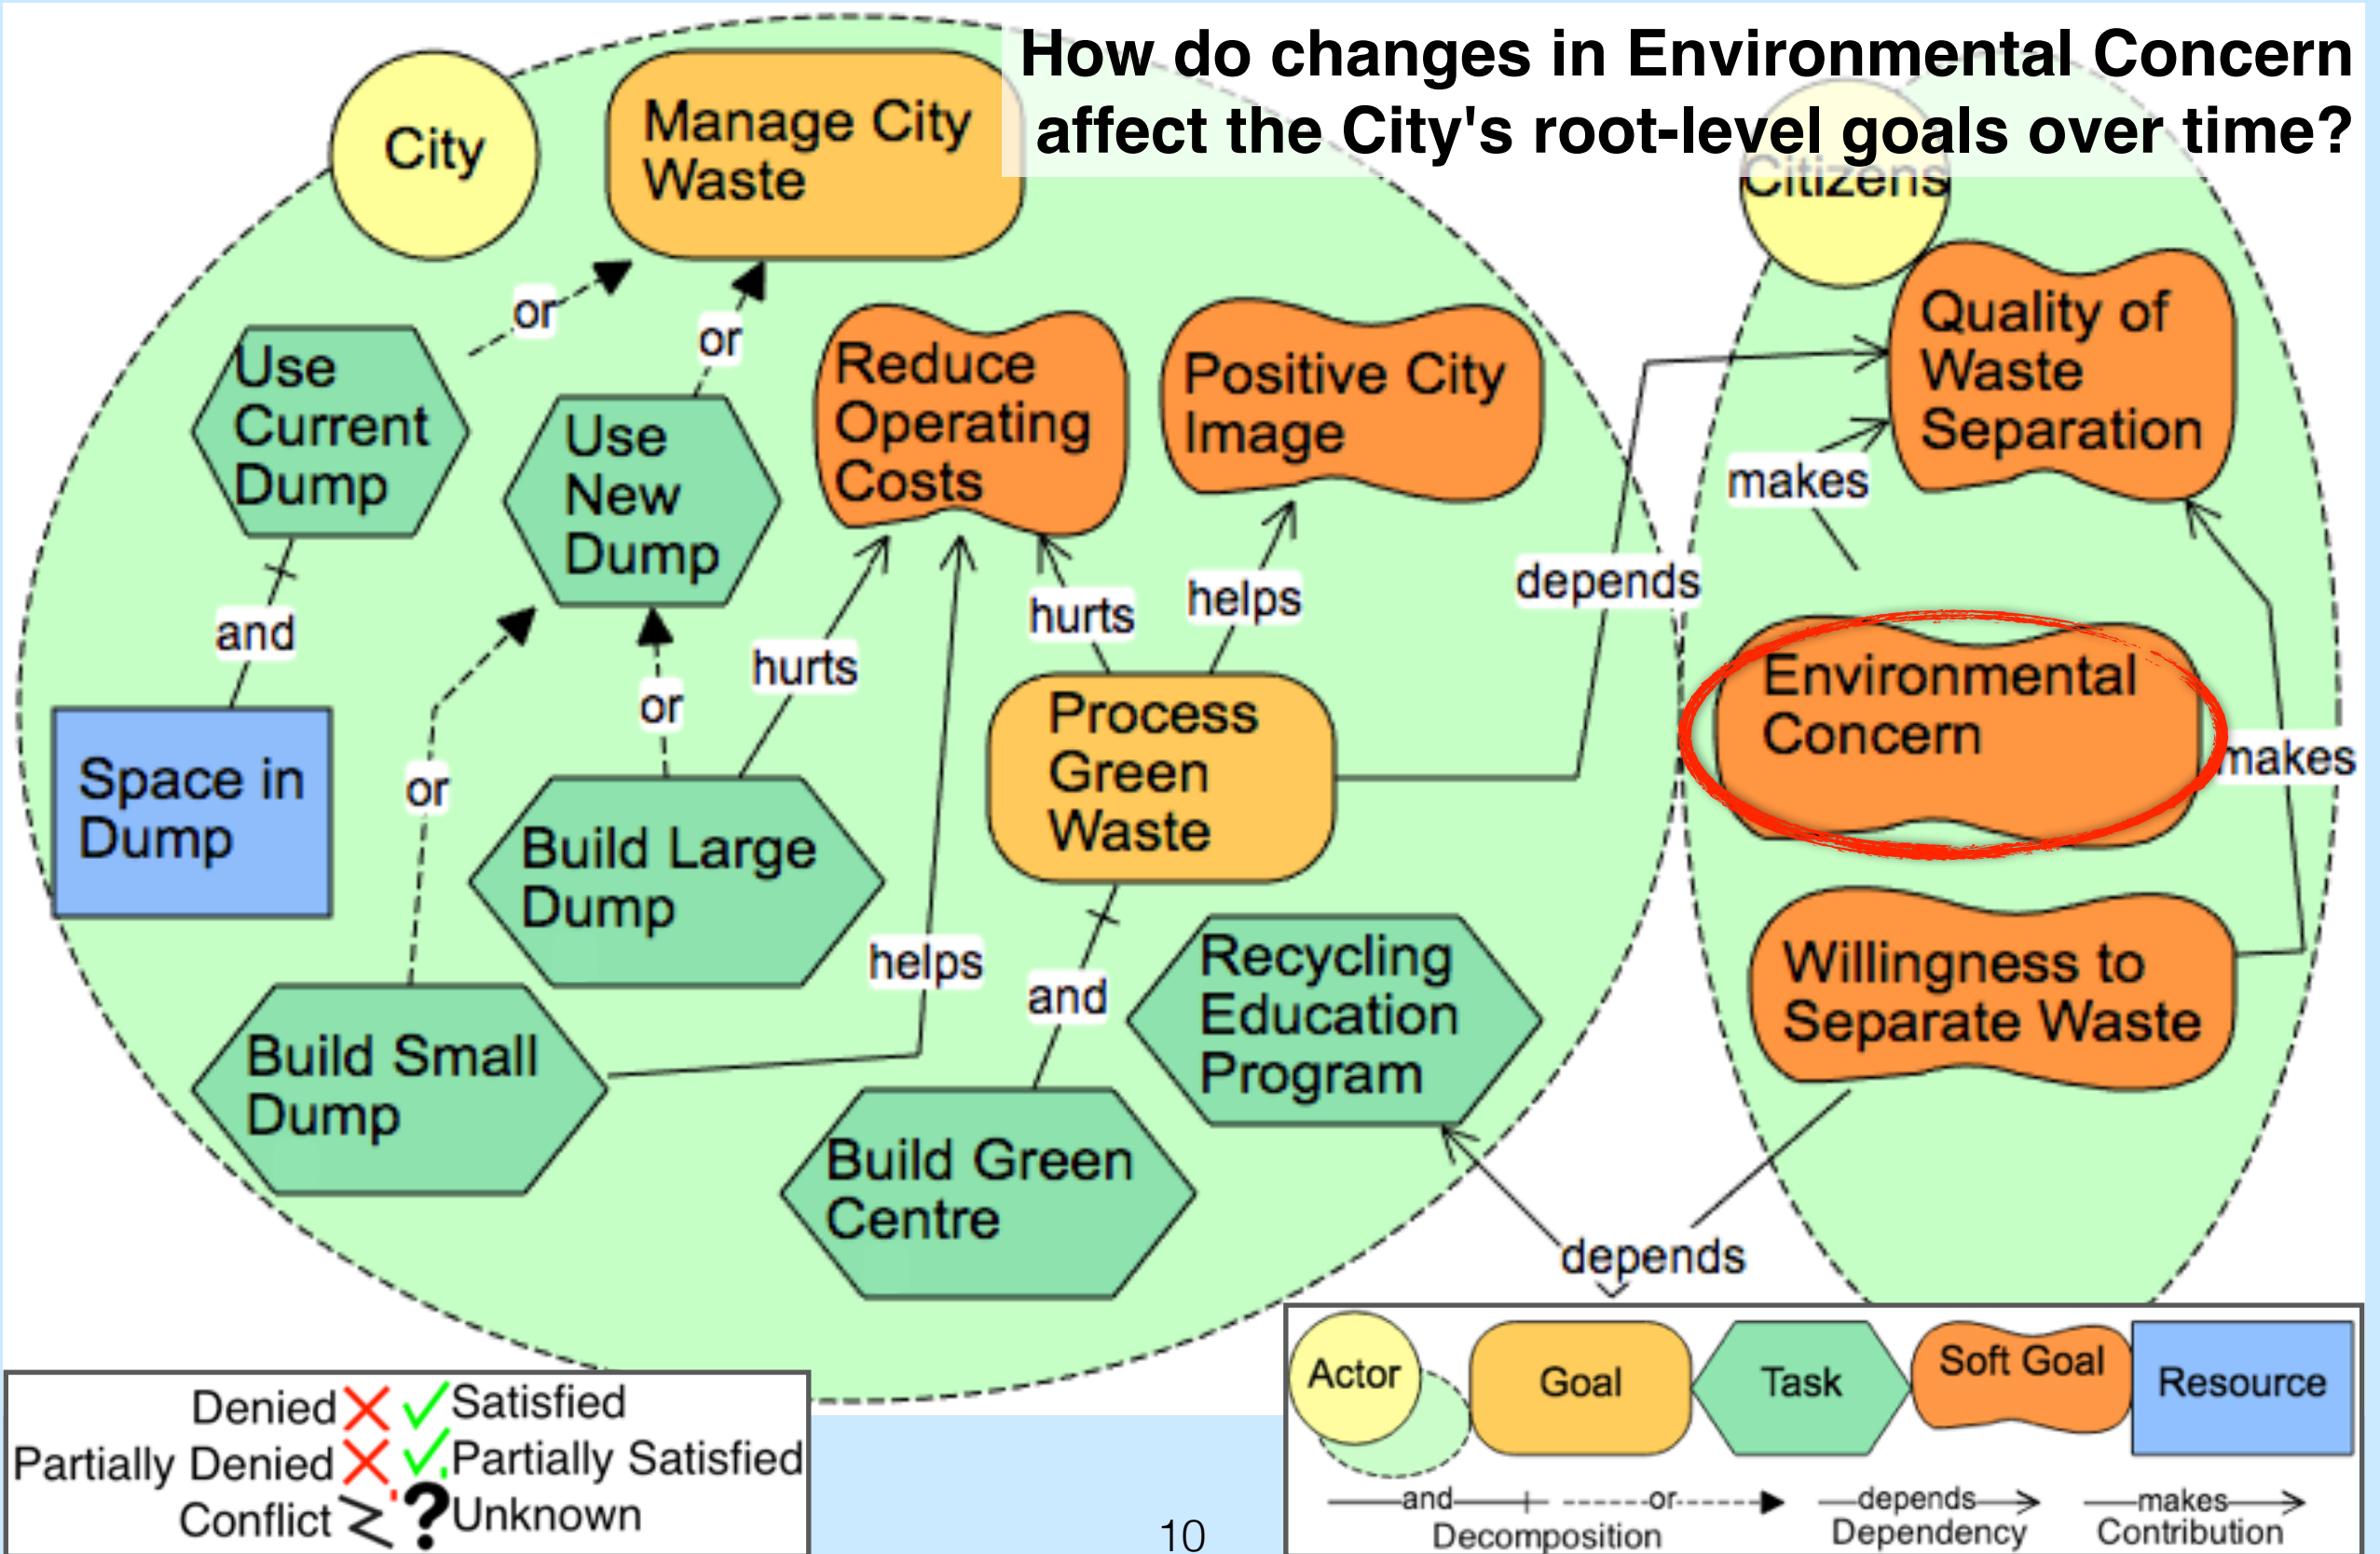 How do changes in Environmental Concern
affect the City's root-level goals over time?
City
Manage City
Waste
Citizens
or
or
Use
Current
Dump
Use
New
Dump
Reduce
Operating
Costs
Positive City
Image
Quality of
Waste
Separation
makes
depends
hurts
helps
and
hurts
or
Environmental
Concern
makes
Space in
Dump
or
Process
Green
Waste
Build Large
Dump
helps
and
Recycling
Education
Program
Willingness to
Separate Waste
Build Small
Dump
Build Green
Centre
depends
Denied
Satisfied
Partially Denied
Partially Satisfied
Conflict
?
Unknown
10
Actor
Goal
Task
Soft Goal
Resource
and
or
depends
makes
Decomposition
Dependency
Contribution